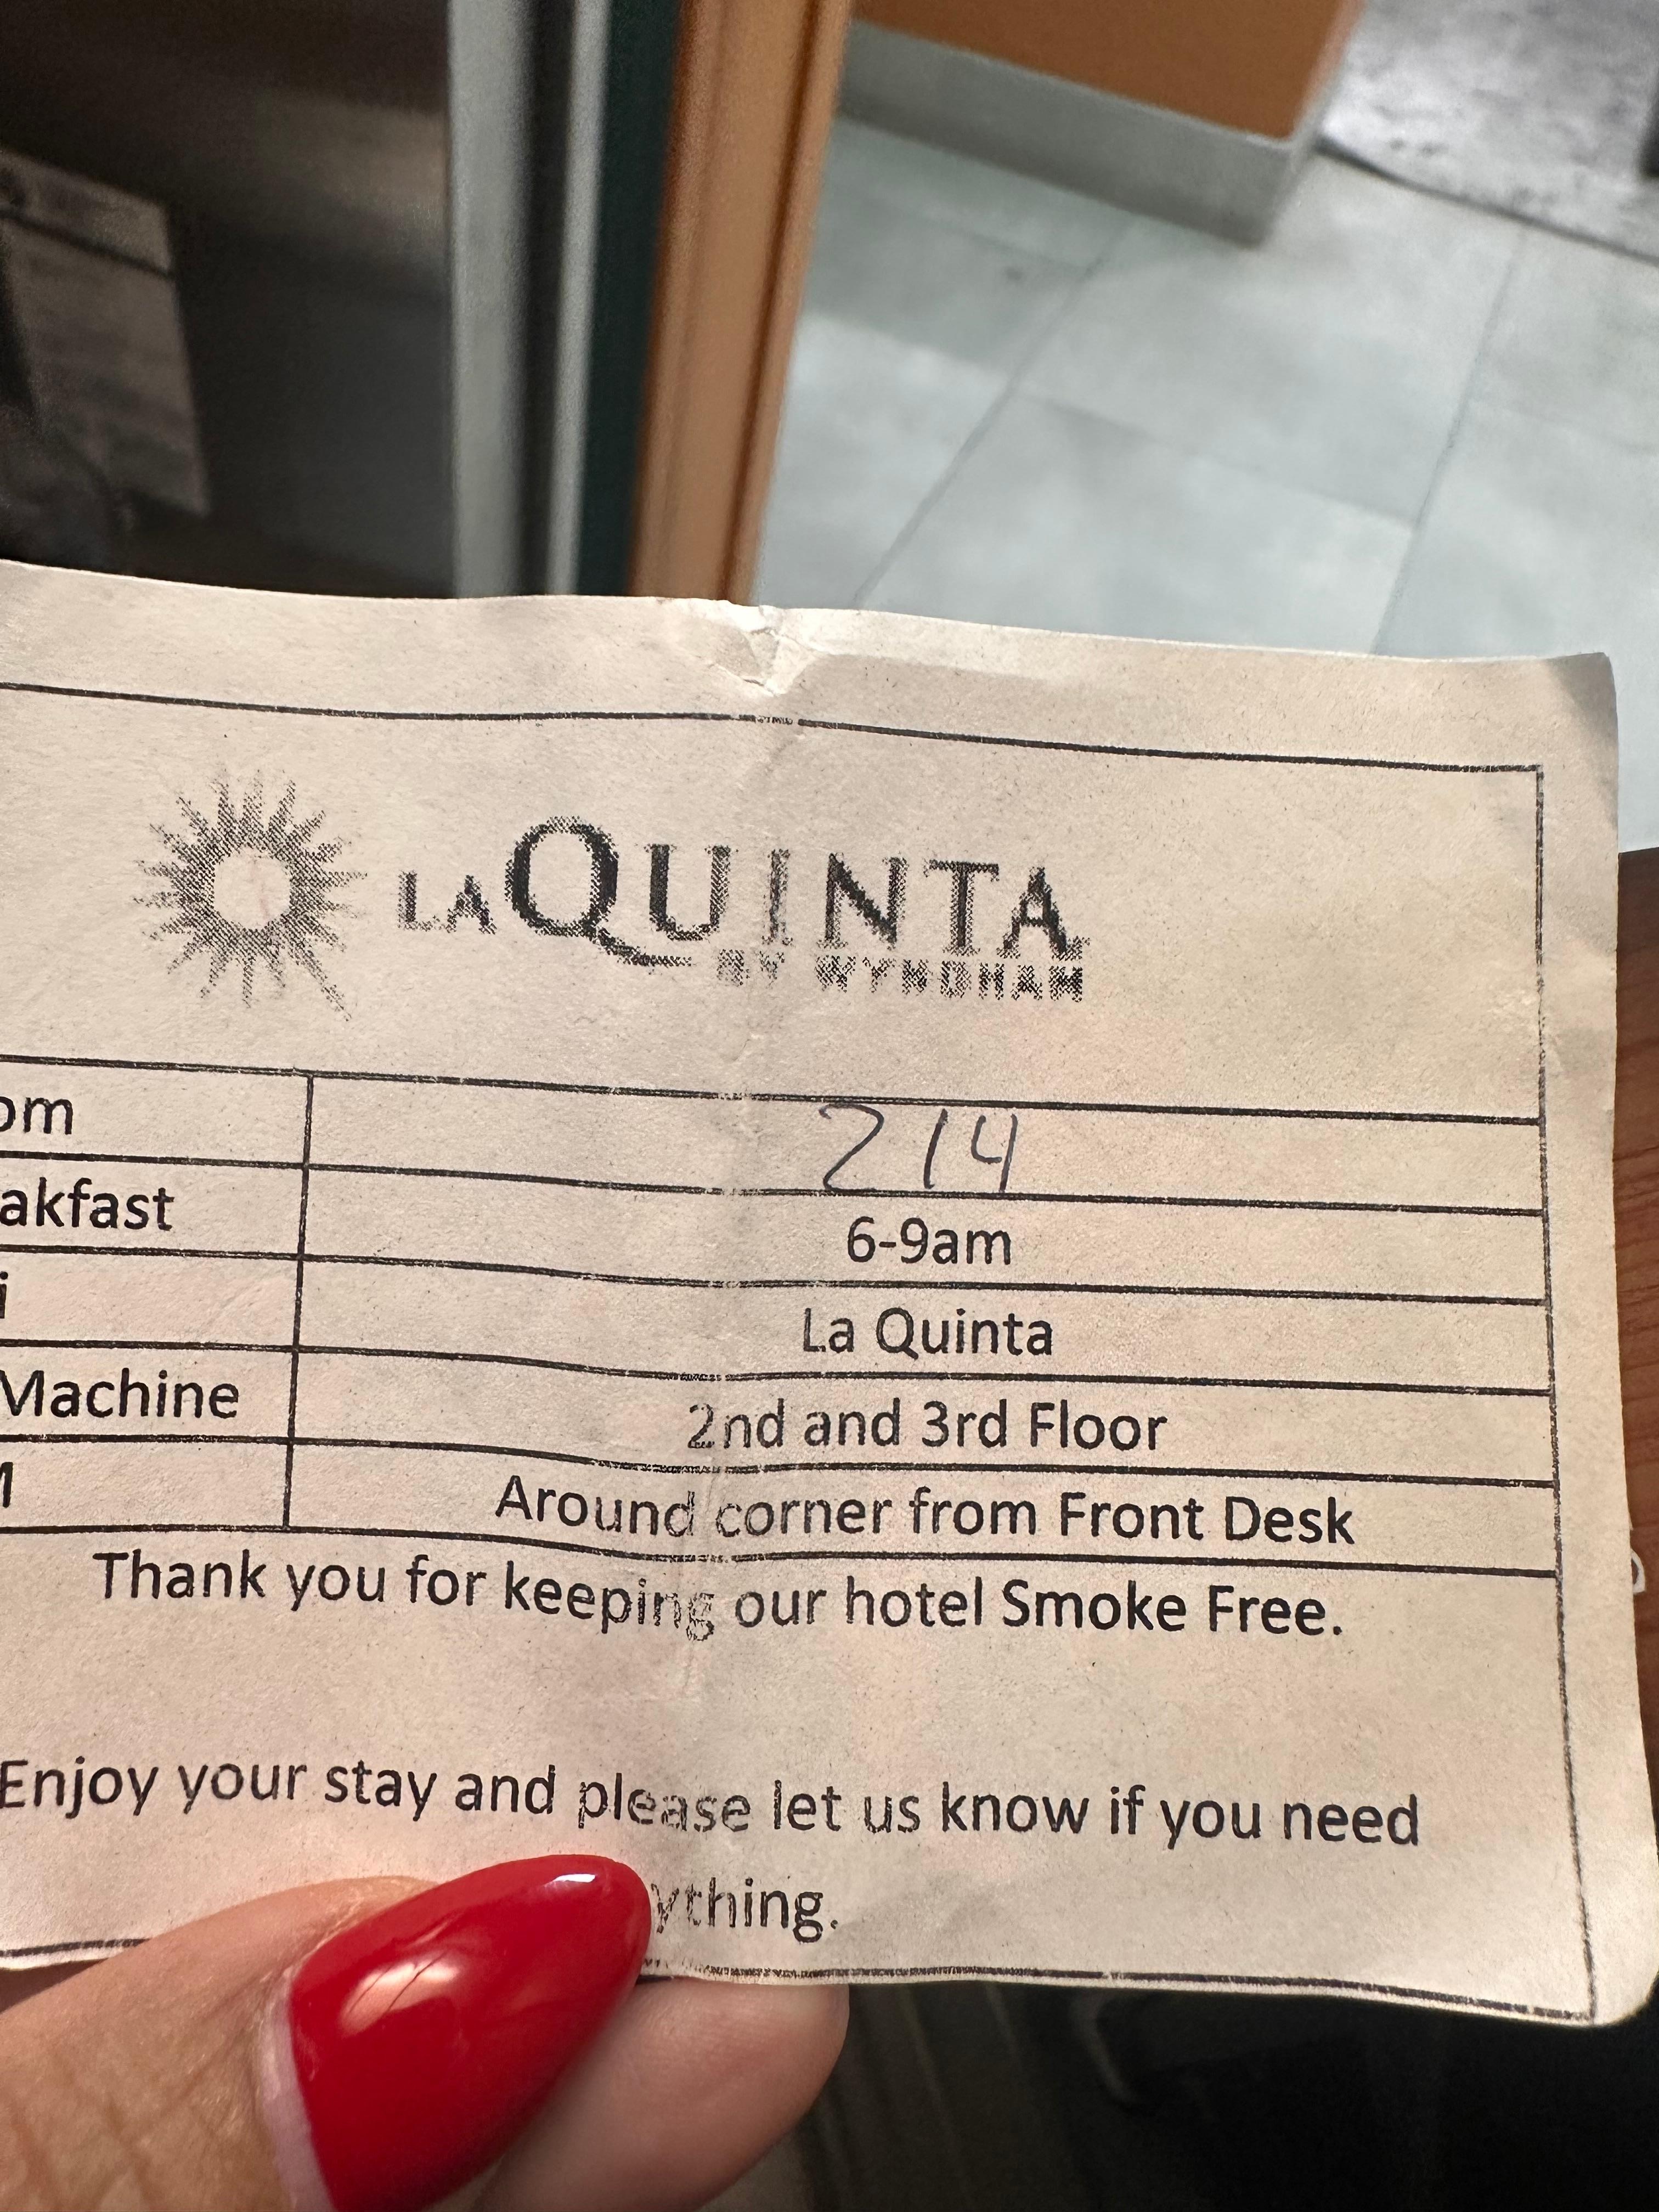 LA QUINTA
BY WYNDHAM
om 214
akfast 6-9am
i La Quinta
Machine 2nd and 3rd Floor
Around corner from Front Desk
Thank you for keeping our hotel Smoke Free.
Enjoy your stay and please let us know if you need
ything.